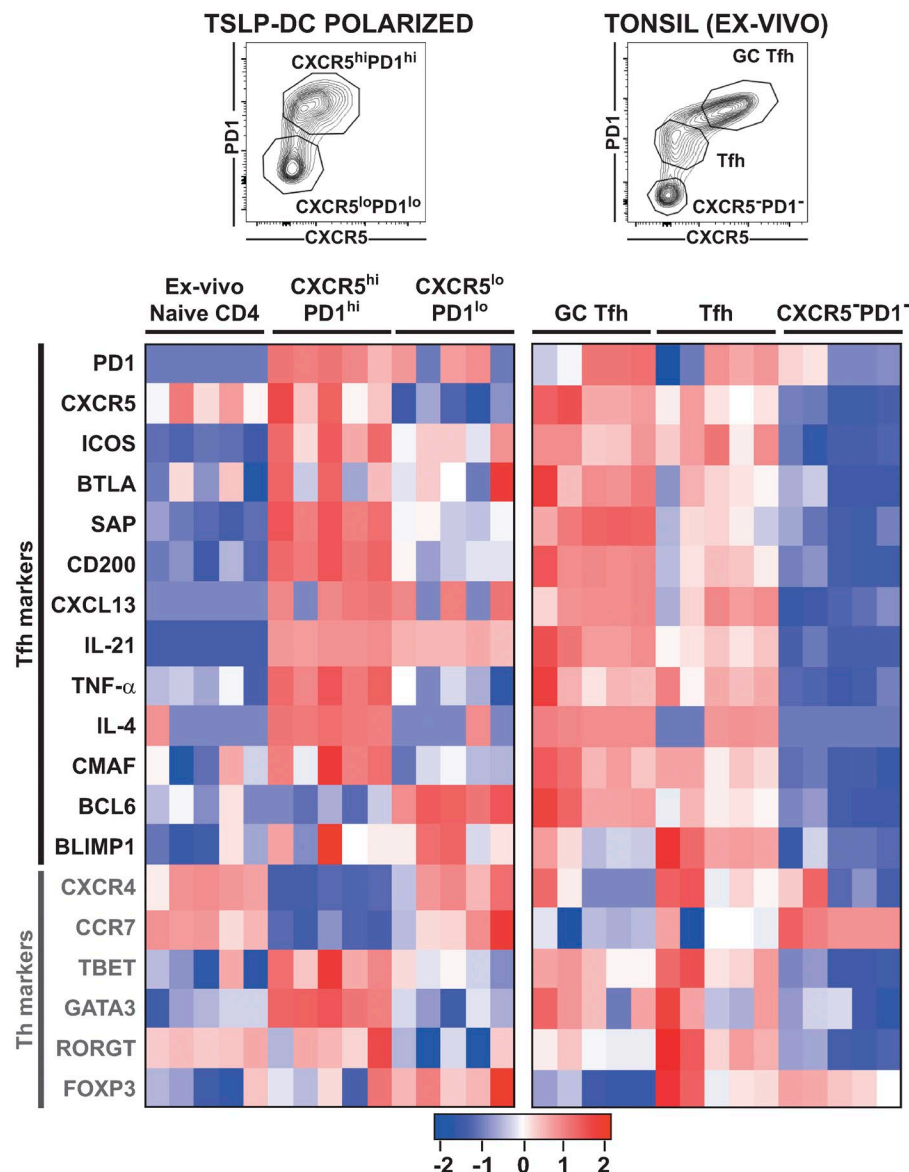 TSLP-DC POLARIZED
TONSIL (EX-VIVO)
CXCR5hiPD1hi
PD1
CXCR5loPD1lo
CXCR5
GC Tfh
PD1
Tfh
CXCR5-PD1-
CXCR5
Ex-vivo
Naive CD4
CXCR5hi
PD1hi
CXCR5lo
PD1lo
GC Tfh
Tfh
CXCR5-PD1-
Tfh markers
PD1
CXCR5
ICOS
BTLA
SAP
CD200
CXCL13
IL-21
TNF-α
IL-4
CMAF
BCL6
BLIMP1
Th markers
CXCR4
CCR7
TBET
GATA3
RORGT
FOXP3
-2 -1 0 1 2